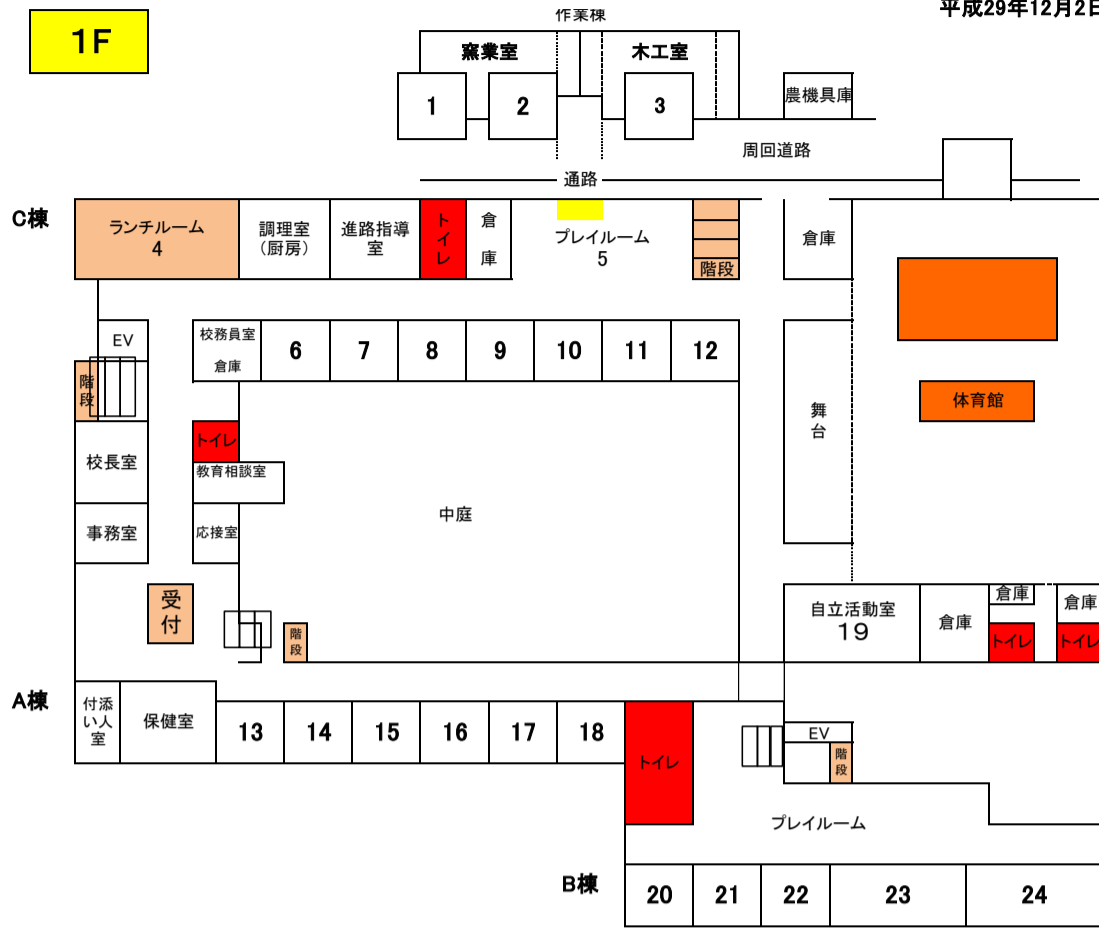 平成29年12月2日
1F
作業棟
窯業室
木工室
1
2
3
農機具庫
周回道路
通路
C棟
ランチルーム
4
調理室
（厨房）
進路指導
室
トイレ
倉
庫
プレイルーム
5
階段
倉庫
EV
校務員室
倉庫
6
7
8
9
10
11
12
階
段
舞
台
体育館
トイレ
校長室
教育相談室
中庭
事務室
応接室
受
付
階
段
自立活動室
19
倉庫
倉庫
倉庫
トイレ
トイレ
A棟
付添
い人
室
保健室
13
14
15
16
17
18
トイレ
EV
階
段
プレイルーム
B棟
20
21
22
23
24